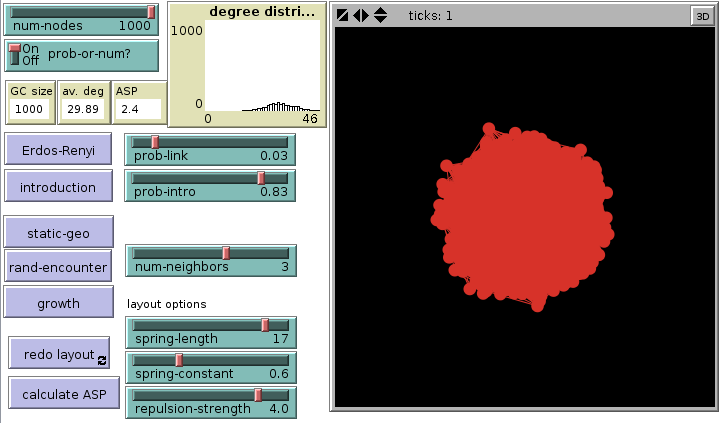 num-nodes 1000
On
Off
prob-or-num?
GC size
1000
av. deg
29.89
ASP
2.4
degree distri...
1000
0
0 46
Erdos-Renyi
introduction
static-geo
rand-encounter
growth
redo layout
calculate ASP
prob-link 0.03
prob-intro 0.83
num-neighbors 3
layout options
spring-length 17
spring-constant 0.6
repulsion-strength 4.0
ticks: 1
3D